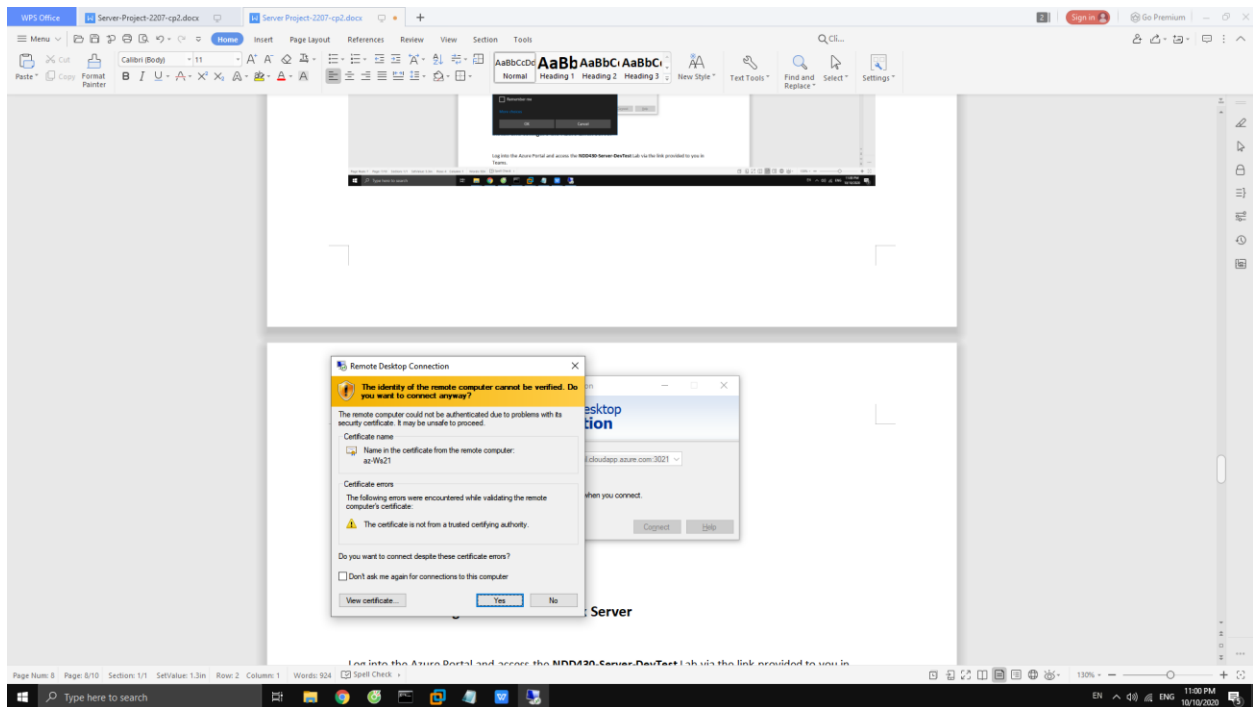 WPS Office
Server-Project-2207-cp2.docx
Server Project-2207-cp2.docx
2
Sign in
Go Premium
Menu
Home
Insert
Page Layout
References
Review
View
Section
Tools
Cli...
Paste
Cut
Copy
Format
Painter
Calibri (Body)
11
AaBbCcDd
Normal
AaBb
Heading 1
AaBbC
Heading 2
AaBbC
Heading 3
New Style
Text Tools
Find and
Replace
Select
Settings
Remember me
OK
Cancel
Log into the Azure Portal and access the NDD430-Server-DevTest Lab via the link provided to you in
Teams.
Type here to search
Remote Desktop Connection
The identity of the remote computer cannot be verified. Do
you want to connect anyway?
The remote computer could not be authenticated due to problems with its
security certificate. It may be unsafe to proceed.
Certificate name
Name in the certificate from the remote computer:
az-Ws21
Certificate errors
The following errors were encountered while validating the remote
computer's certificate:
The certificate is not from a trusted certifying authority.
Do you want to connect despite these certificate errors?
Don't ask me again for connections to this computer
View certificate...
Yes
No
esktop
tion
l.cloudapp.azure.com:3021
when you connect.
Connect
Help
Server
Log into the Azure Portal and access the NDD430-Server-DevTest Lab via the link provided to you in
Page Num: 8
Page: 8/10
Section: 1/1
SetValue: 1.3in
Row: 2
Column: 1
Words: 924
Spell Check
130%
Type here to search
EN
ENG
11:00 PM
10/10/2020
5